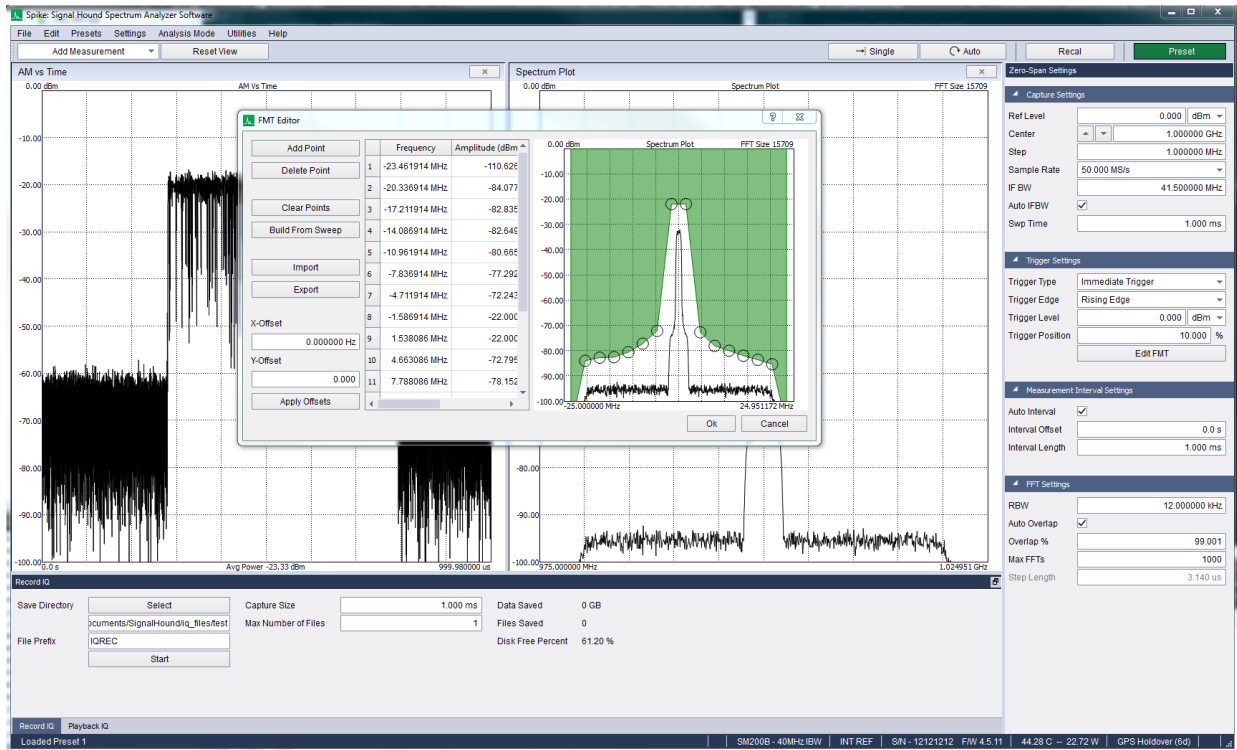 Spike: Signal Hound Spectrum Analyzer Software
File Edit Presets Settings Analysis Mode Utilities Help
Add Measurement Reset View Single Auto Recal Preset
AM vs Time
0.00 dBm AM Vs Time
-10.00
-20.00
-30.00
-40.00
-50.00
-60.00
-70.00
-80.00
-90.00
-100.00
0.0 s Avg Power -23.33 dBm 999.980000 us
Spectrum Plot
0.00 dBm Spectrum Plot FFT Size 15709
-80.00
-90.00
-100.00
975.000000 MHz 1.024951 GHz
FMT Editor
Add Point
Delete Point
Clear Points
Build From Sweep
Import
Export
X-Offset
0.000000 Hz
Y-Offset
0.000
Apply Offsets
Frequency Amplitude (dBm
1 -23.461914 MHz -110.626
2 -20.336914 MHz -84.077
3 -17.211914 MHz -82.835
4 -14.086914 MHz -82.649
5 -10.961914 MHz -80.665
6 -7.836914 MHz -77.292
7 -4.711914 MHz -72.243
8 -1.586914 MHz -22.000
9 1.538086 MHz -22.000
10 4.663086 MHz -72.795
11 7.788086 MHz -78.152
0.00 dBm Spectrum Plot FFT Size 15709
-10.00
-20.00
-30.00
-40.00
-50.00
-60.00
-70.00
-80.00
-90.00
-100.00
-25.000000 MHz 24.951172 MHz
Ok Cancel
Zero-Span Settings
Capture Settings
Ref Level 0.000 dBm
Center 1.000000 GHz
Step 1.000000 MHz
Sample Rate 50.000 MS/s
IF BW 41.500000 MHz
Auto IFBW
Swp Time 1.000 ms
Trigger Settings
Trigger Type Immediate Trigger
Trigger Edge Rising Edge
Trigger Level 0.000 dBm
Trigger Position 10.000 %
Edit FMT
Measurement Interval Settings
Auto Interval
Interval Offset 0.0 s
Interval Length 1.000 ms
FFT Settings
RBW 12.000000 kHz
Auto Overlap
Overlap % 99.001
Max FFTs 1000
Step Length 3.140 us
Record IQ
Save Directory Select Capture Size 1.000 ms Data Saved 0 GB
ocuments/SignalHound/iq_files/test Max Number of Files 1 Files Saved 0
File Prefix IQREC Disk Free Percent 61.20 %
Start
Record IQ Playback IQ
Loaded Preset 1 SM200B - 40MHz IBW INT REF S/N - 12121212 F/W 4.5.11 44.28 C -- 22.72 W GPS Holdover (6d)